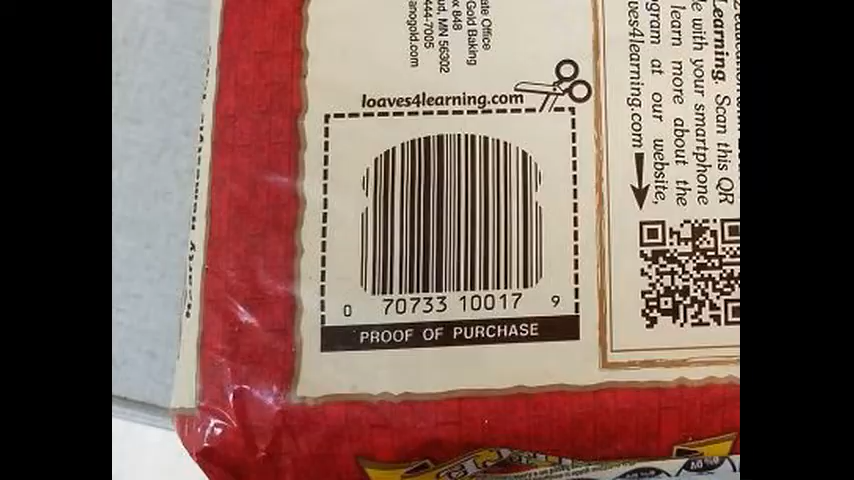 ate Office
Gold Baking
ox 848
ud, MN 56302
444-7005
anogold.com
loaves4learning.com
0 70733 10017 9
PROOF OF PURCHASE
Learning. Scan this QR
e with your smartphone
learn more about the
gram at our website,
ves4learning.com